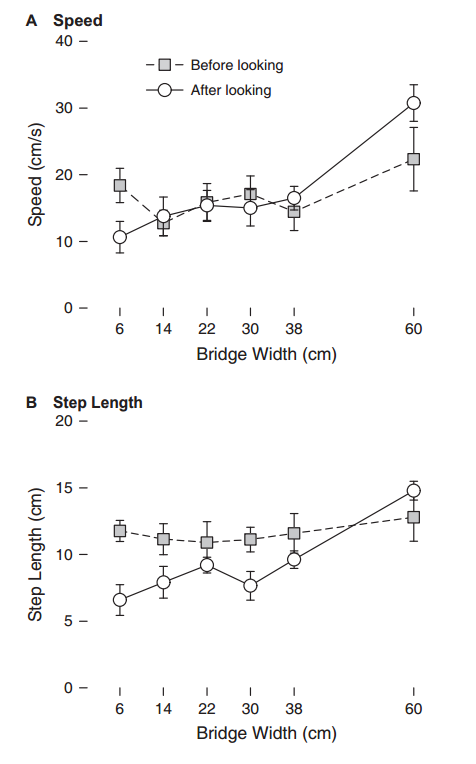 A Speed
40
Before looking
After looking
30
20
10
0
Speed (cm/s)
6 14 22 30 38 60
Bridge Width (cm)
B Step Length
20
15
10
5
0
Step Length (cm)
6 14 22 30 38 60
Bridge Width (cm)